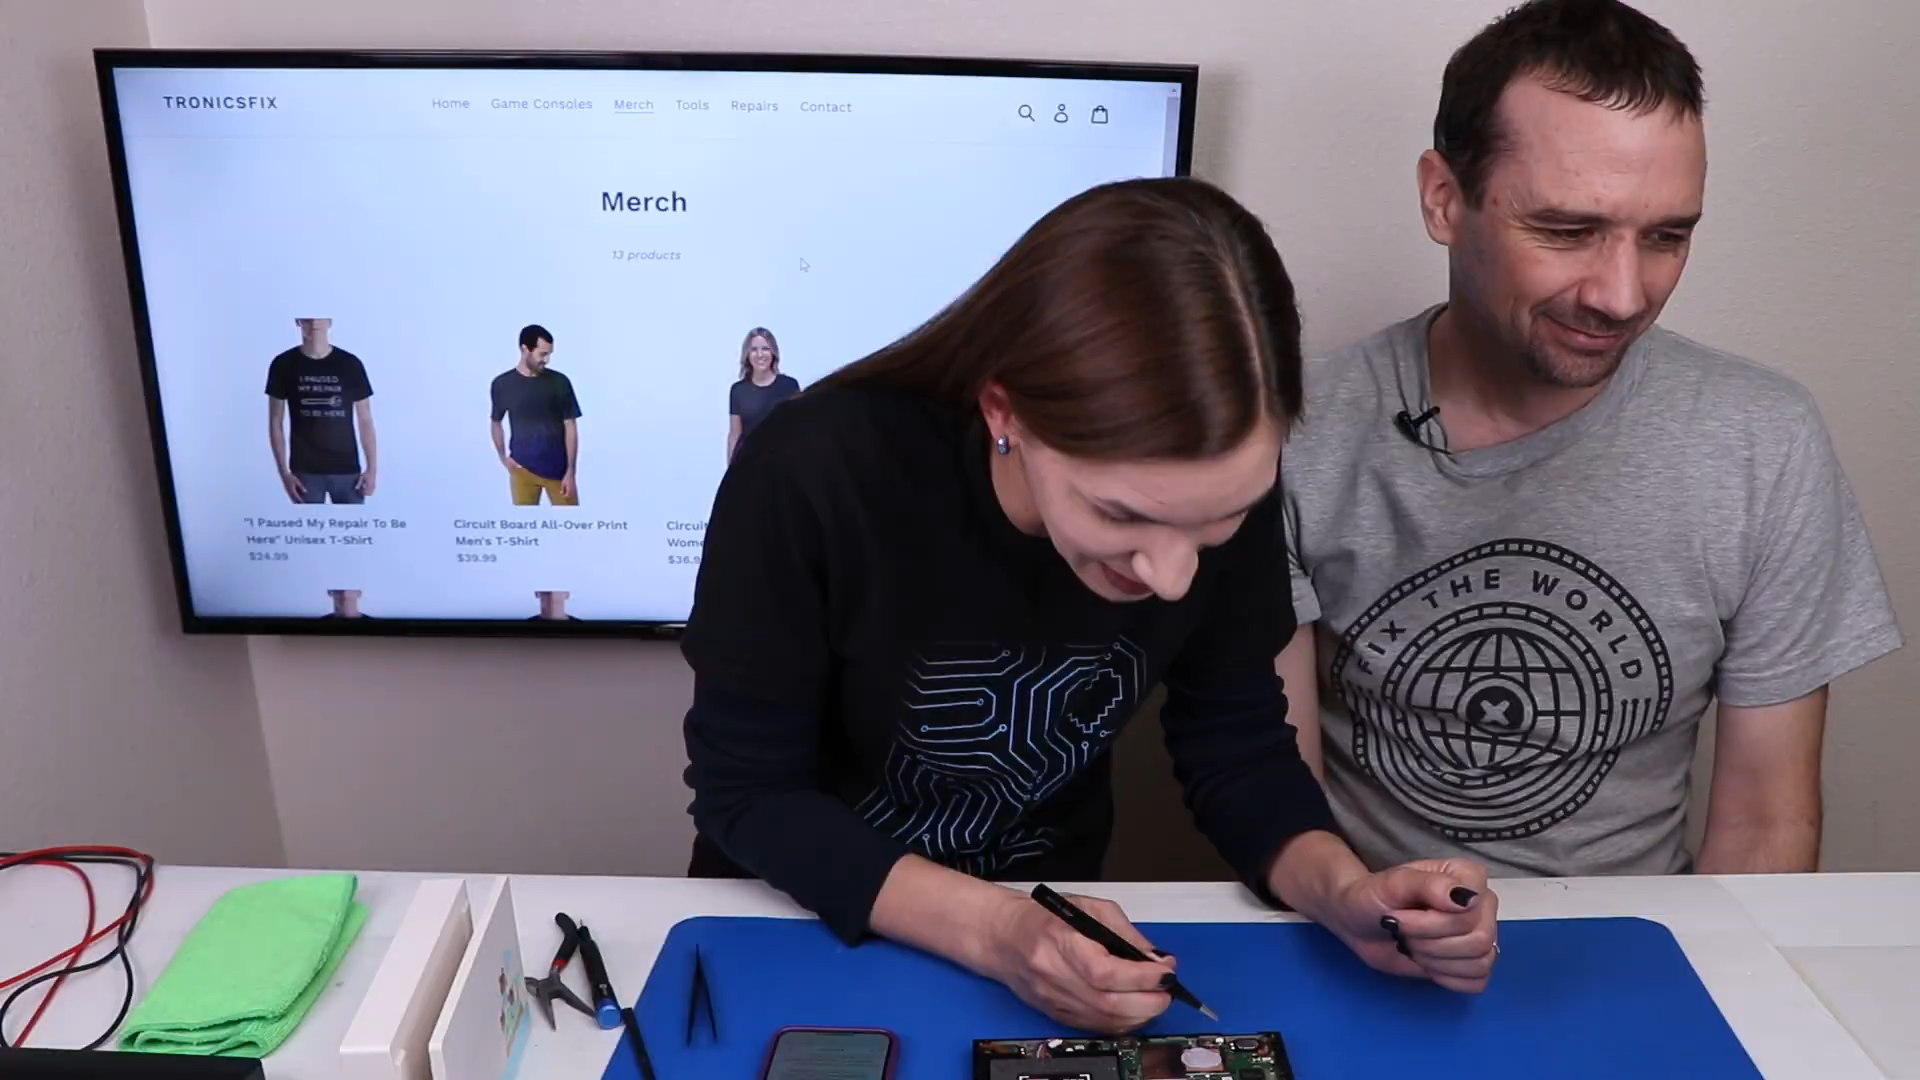 TRONICSFIX
Home Game Consoles Merch Tools Repairs Contact
Merch
13 products
I PAUSED
MY REPAIR
TO BE HERE
"I Paused My Repair To Be
Here" Unisex T-Shirt
$24.99
Circuit Board All-Over Print
Men's T-Shirt
$39.99
Circuit
Wome
$36.9
FIX THE WORLD